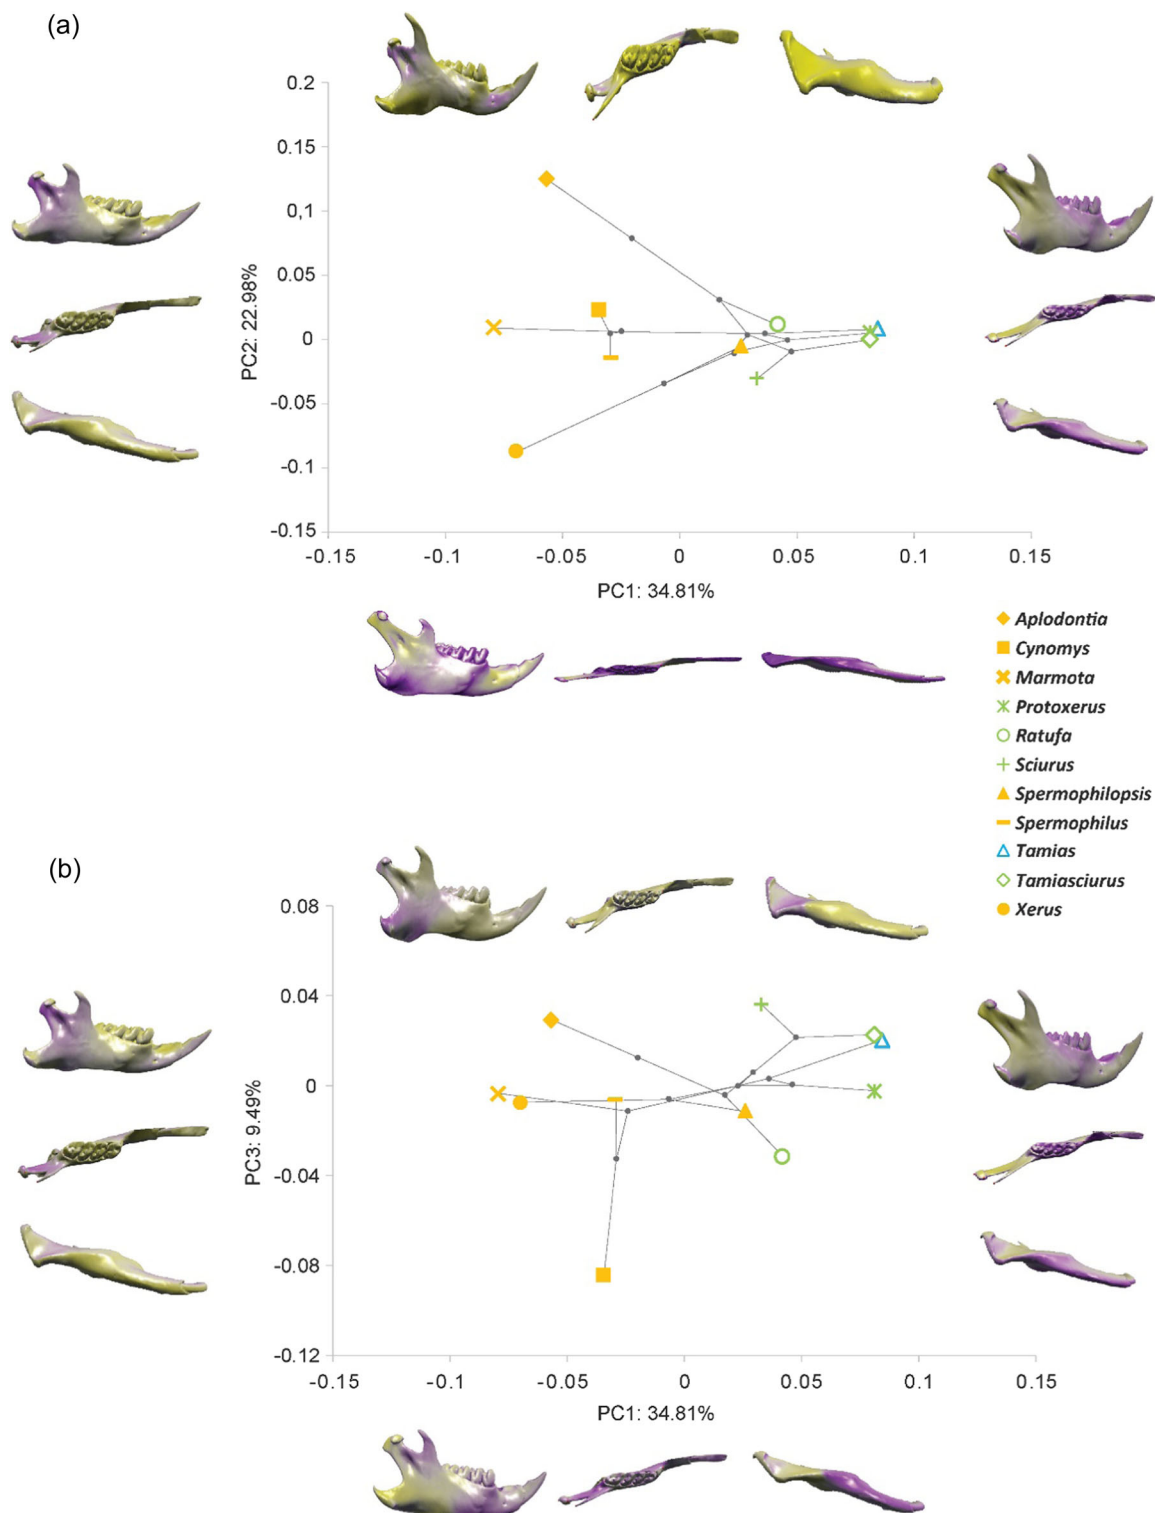 (a)
0.2
0.15
0.1
0.05
0
-0.05
-0.1
-0.15
PC2: 22.98%
-0.15 -0.1 -0.05 0 0.05 0.1 0.15
PC1: 34.81%
Aplodontia
Cynomys
Marmota
Protoxerus
Ratufa
Sciurus
Spermophilopsis
Spermophilus
Tamias
Tamiasciurus
Xerus
(b)
0.08
0.04
0
-0.04
-0.08
-0.12
PC3: 9.49%
-0.15 -0.1 -0.05 0 0.05 0.1 0.15
PC1: 34.81%